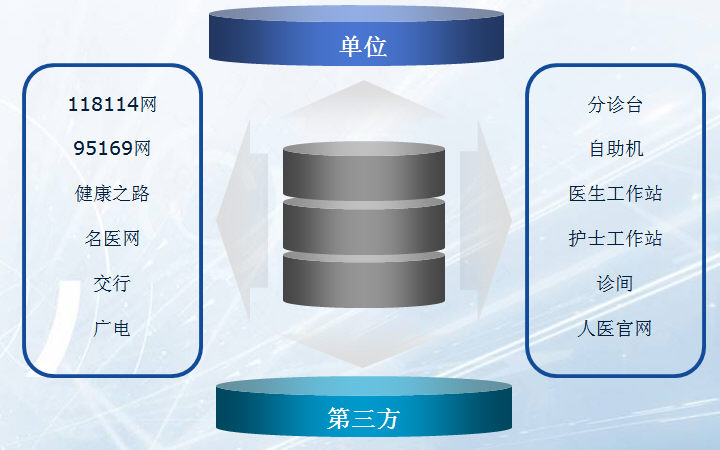 单位
118114网
95169网
健康之路
名医网
交行
广电
分诊台
自助机
医生工作站
护士工作站
诊间
人医官网
第三方